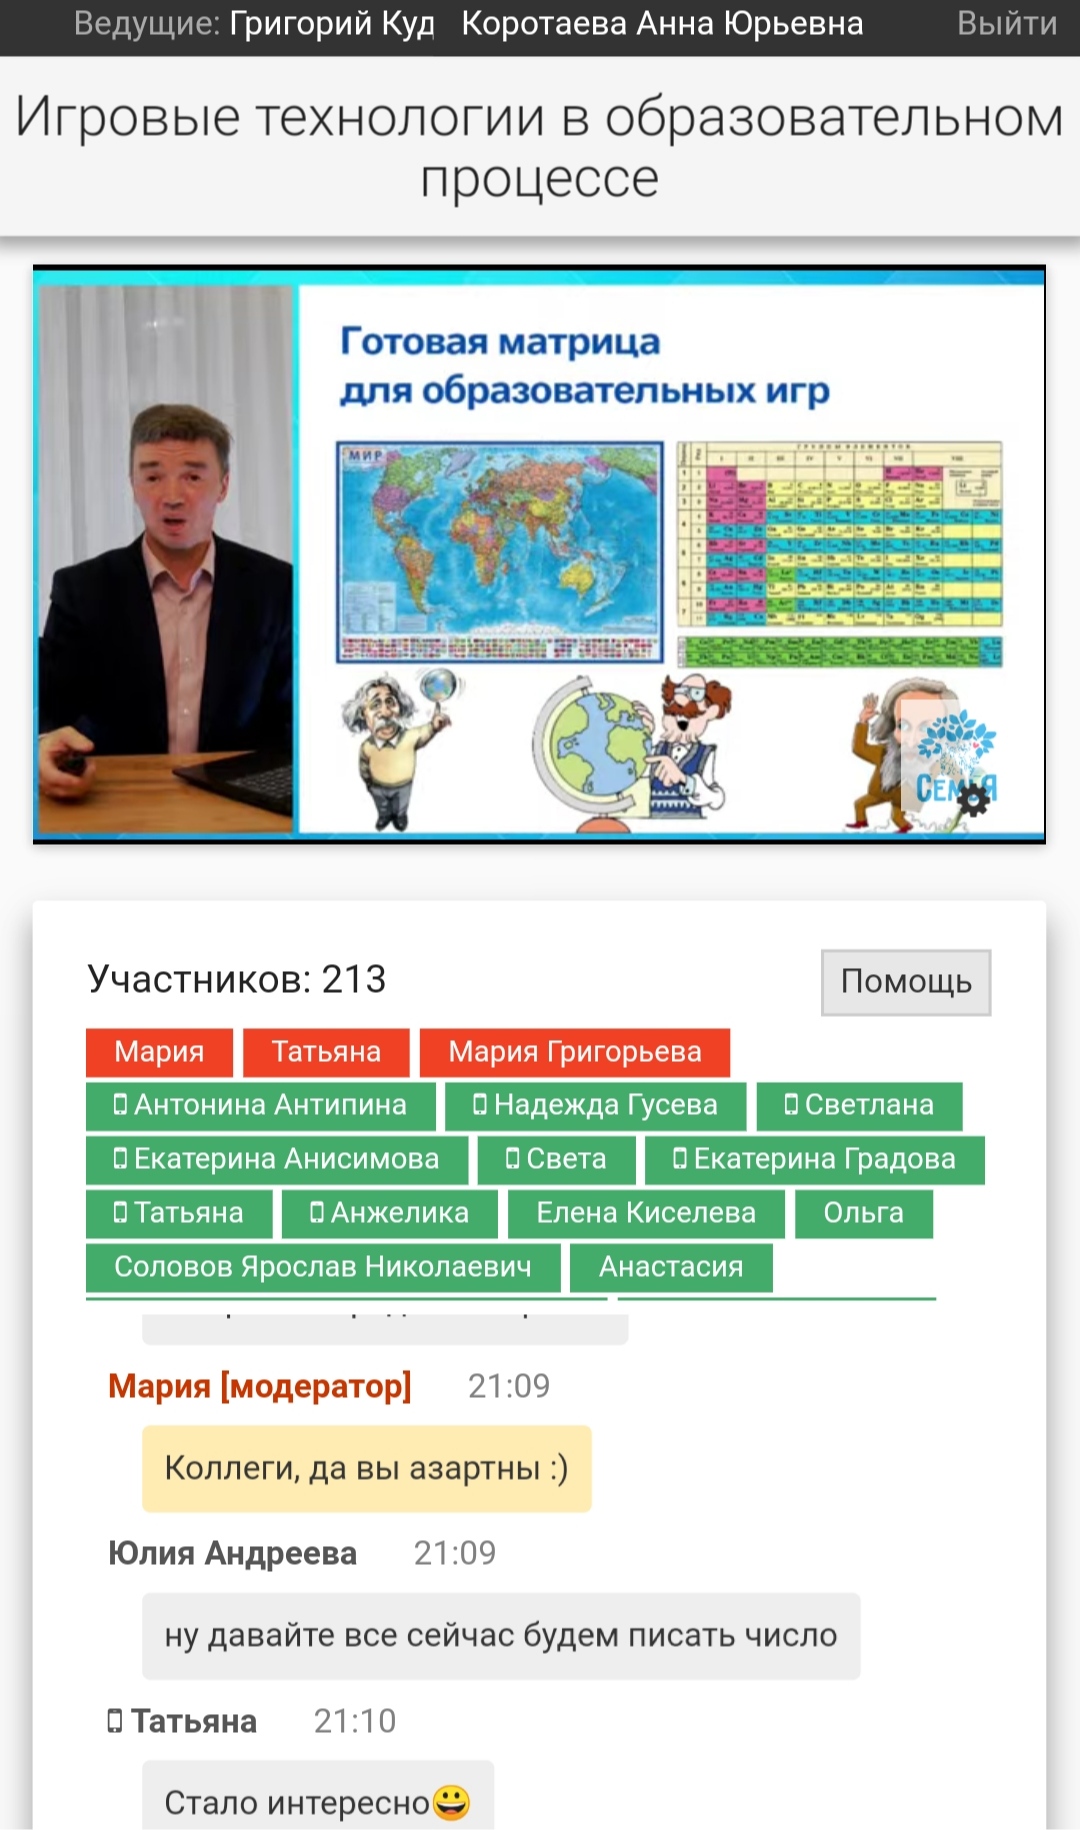 Ведущие: Григорий Куд Коротаева Анна Юрьевна Выйти
Игровые технологии в образовательном
процессе
Готовая матрица
для образовательных игр
МИР
СЕМЬЯ
Участников: 213
Помощь
Мария Татьяна Мария Григорьева
Антонина Антипина Надежда Гусева Светлана
Екатерина Анисимова Света Екатерина Градова
Татьяна Анжелика Елена Киселева Ольга
Соловов Ярослав Николаевич Анастасия
Мария [модератор] 21:09
Коллеги, да вы азартны :)
Юлия Андреева 21:09
ну давайте все сейчас будем писать число
Татьяна 21:10
Стало интересно😀